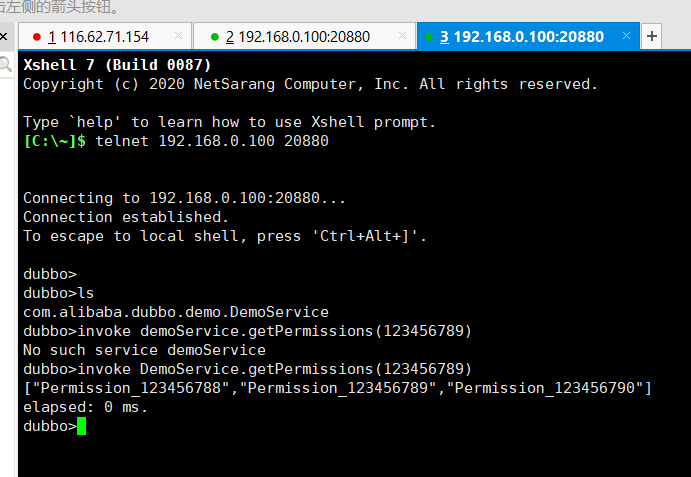 后左侧的箭头按钮。
1 116.62.71.154
2 192.168.0.100:20880
3 192.168.0.100:20880
Xshell 7 (Build 0087)
Copyright (c) 2020 NetSarang Computer, Inc. All rights reserved.
Type `help' to learn how to use Xshell prompt.
[C:\~]$ telnet 192.168.0.100 20880
Connecting to 192.168.0.100:20880...
Connection established.
To escape to local shell, press 'Ctrl+Alt+]'.
dubbo>
dubbo>ls
com.alibaba.dubbo.demo.DemoService
dubbo>invoke demoService.getPermissions(123456789)
No such service demoService
dubbo>invoke DemoService.getPermissions(123456789)
["Permission_123456788","Permission_123456789","Permission_123456790"]
elapsed: 0 ms.
dubbo>